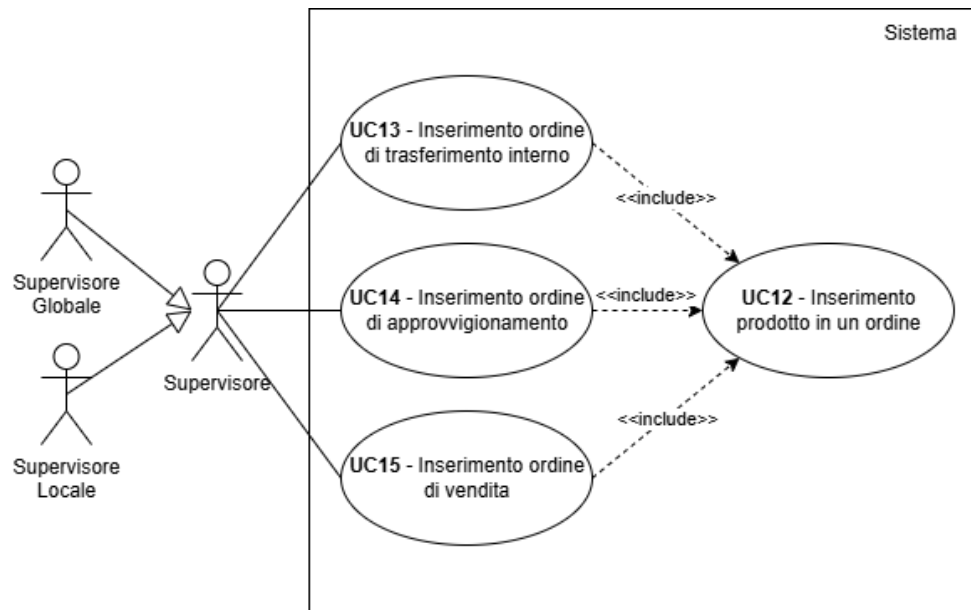 Sistema
UC13 - Inserimento ordine
di trasferimento interno
<<include>>
Supervisore
Globale
UC14 - Inserimento ordine
di approvvigionamento
<<include>>
UC12 - Inserimento
prodotto in un ordine
Supervisore
Supervisore
Locale
<<include>>
UC15 - Inserimento ordine
di vendita